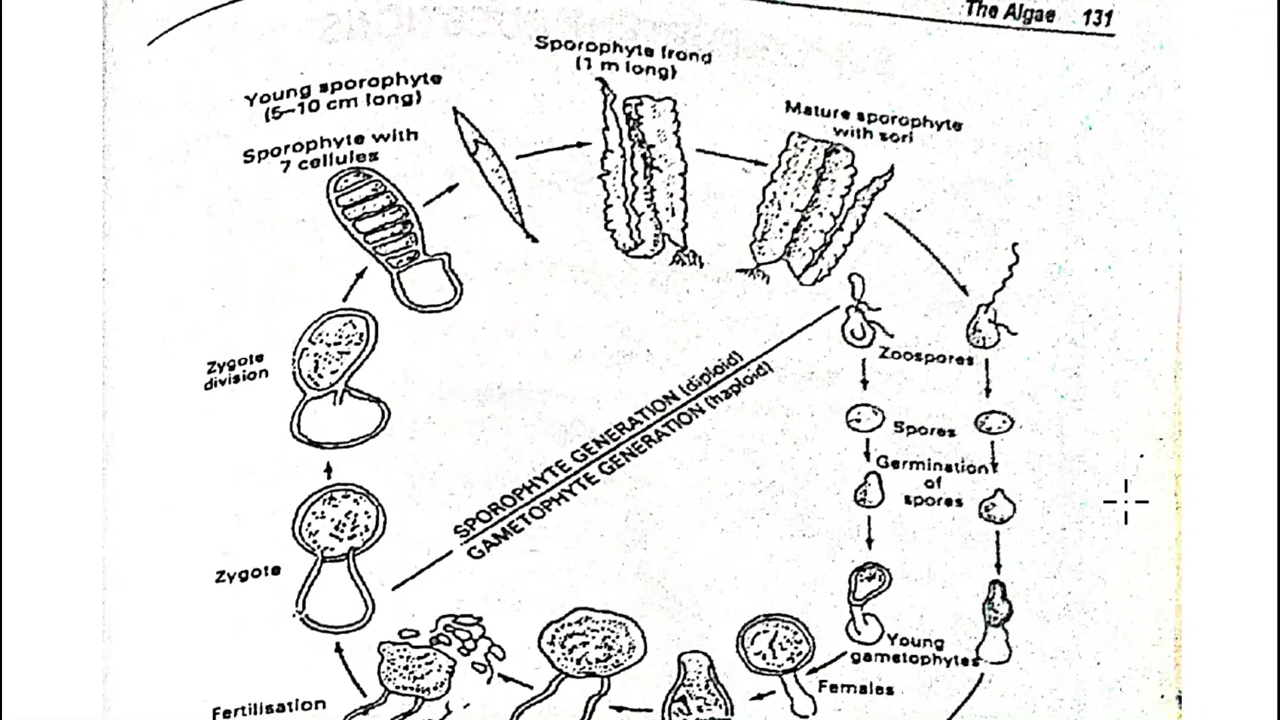 The Algae 131
Sporophyte frond
(1 m long)
Young sporophyte
(5–10 cm long)
Mature sporophyte
with sori
Sporophyte with
7 cellules
Zygote
division
Zoospores
SPOROPHYTE GENERATION (diploid)
GAMETOPHYTE GENERATION (haploid)
Spores
Germination
of
spores
Zygote
Young
gametophytes
Females
Fertilisation